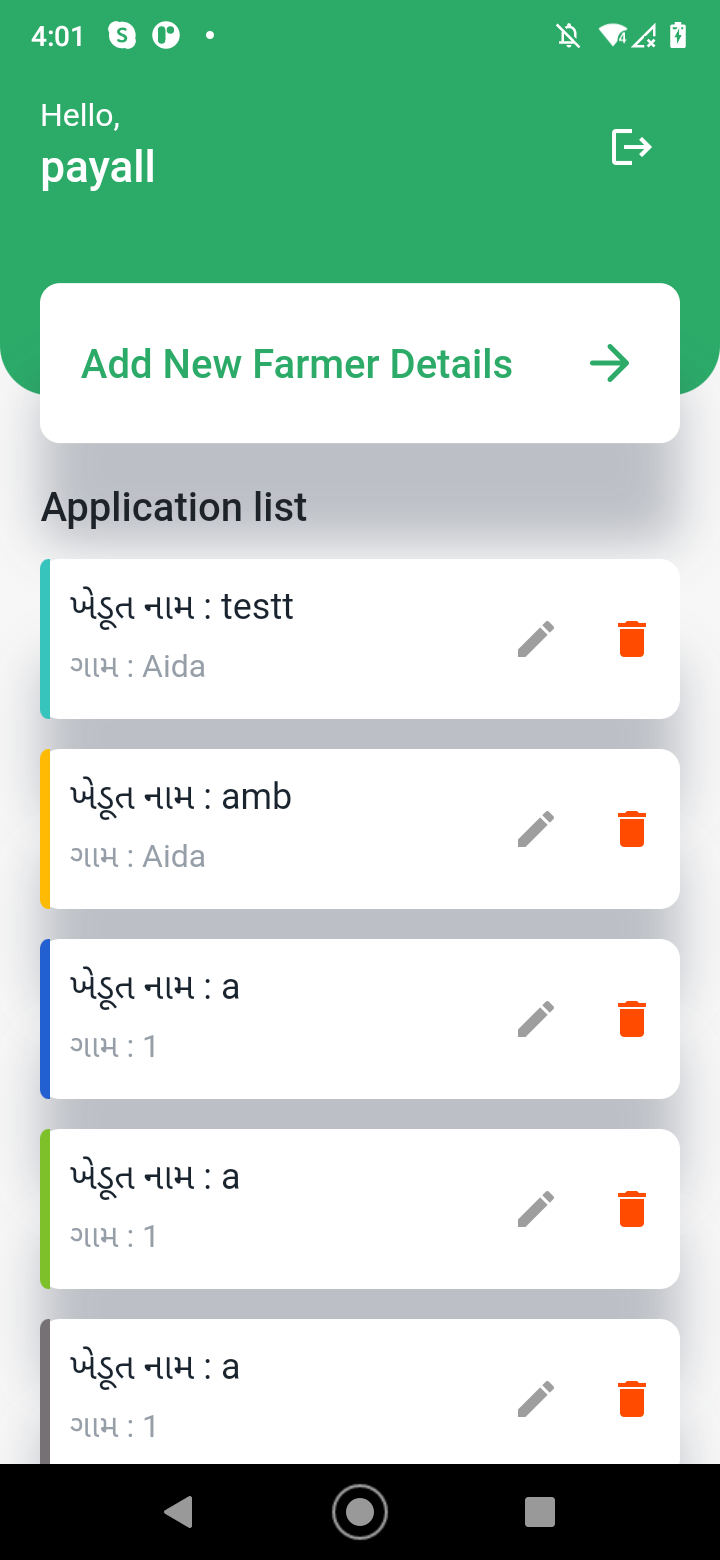 4:01
Hello,
payall
Add New Farmer Details
Application list
ખેડૂત નામ : testt
ગામ : Aida
ખેડૂત નામ : amb
ગામ : Aida
ખેડૂત નામ : a
ગામ : 1
ખેડૂત નામ : a
ગામ : 1
ખેડૂત નામ : a
ગામ : 1